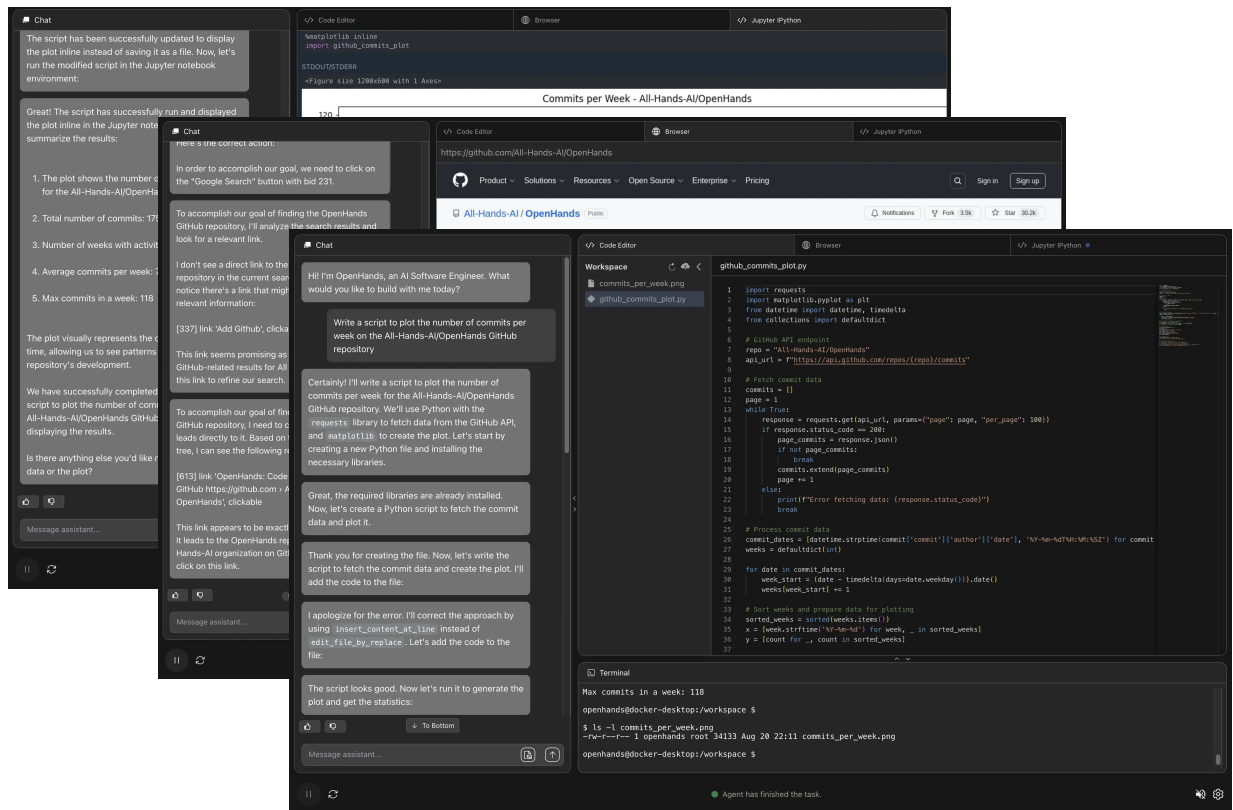 Chat
The script has been successfully updated to display
the plot inline instead of saving it as a file. Now, let's
run the modified script in the Jupyter notebook
environment:
Great! The script has successfully run and displayed
the plot inline in the Jupyter note
summarize the results:
1. The plot shows the number c
for the All-Hands-AI/OpenHa
2. Total number of commits: 175
3. Number of weeks with activit
4. Average commits per week: 7
5. Max commits in a week: 118
The plot visually represents the c
time, allowing us to see patterns
repository's development.
We have successfully completed
script to plot the number of com
All-Hands-AI/OpenHands GitHub
displaying the results.
Is there anything else you'd like m
data or the plot?
Message assistant...
Code Editor
Browser
Jupyter IPython
%matplotlib inline
import github_commits_plot
STDOUT/STDERR
<Figure size 1200x600 with 1 Axes>
Commits per Week - All-Hands-AI/OpenHands
120
Chat
Here's the correct action:
In order to accomplish our goal, we need to click on
the "Google Search" button with bid 231.
To accomplish our goal of finding the OpenHands
GitHub repository, I'll analyze the search results and
look for a relevant link.
I don't see a direct link to the
repository in the current sear
notice there's a link that migh
relevant information:
[337] link 'Add Github', clicka
This link seems promising as
GitHub-related results for All
this link to refine our search.
To accomplish our goal of find
GitHub repository, I need to c
leads directly to it. Based on t
tree, I can see the following re
[613] link 'OpenHands: Code
GitHub https://github.com › A
OpenHands', clickable
This link appears to be exactl
It leads to the OpenHands rep
Hands-AI organization on Git
click on this link.
Message assistant...
Code Editor
Browser
Jupyter IPython
https://github.com/All-Hands-AI/OpenHands
Product Solutions Resources Open Source Enterprise Pricing
Sign in Sign up
All-Hands-AI / OpenHands Public
Notifications Fork 3.5k Star 30.2k
Chat
Hi! I'm OpenHands, an AI Software Engineer. What
would you like to build with me today?
Write a script to plot the number of commits per
week on the All-Hands-AI/OpenHands GitHub
repository
Certainly! I'll write a script to plot the number of
commits per week for the All-Hands-AI/OpenHands
GitHub repository. We'll use Python with the
requests library to fetch data from the GitHub API,
and matplotlib to create the plot. Let's start by
creating a new Python file and installing the
necessary libraries.
Great, the required libraries are already installed.
Now, let's create a Python script to fetch the commit
data and plot it.
Thank you for creating the file. Now, let's write the
script to fetch the commit data and create the plot. I'll
add the code to the file:
I apologize for the error. I'll correct the approach by
using insert_content_at_line instead of
edit_file_by_replace . Let's add the code to the
file:
The script looks good. Now let's run it to generate the
plot and get the statistics:
To Bottom
Message assistant...
Code Editor
Browser
Jupyter IPython
Workspace
commits_per_week.png
github_commits_plot.py
github_commits_plot.py
1 import requests
2 import matplotlib.pyplot as plt
3 from datetime import datetime, timedelta
4 from collections import defaultdict
5
6 # GitHub API endpoint
7 repo = "All-Hands-AI/OpenHands"
8 api_url = f"https://api.github.com/repos/{repo}/commits"
9
10 # Fetch commit data
11 commits = []
12 page = 1
13 while True:
14 response = requests.get(api_url, params={"page": page, "per_page": 100})
15 if response.status_code == 200:
16 page_commits = response.json()
17 if not page_commits:
18 break
19 commits.extend(page_commits)
20 page += 1
21 else:
22 print(f"Error fetching data: {response.status_code}")
23 break
24
25 # Process commit data
26 commit_dates = [datetime.strptime(commit['commit']['author']['date'], '%Y-%m-%dT%H:%M:%SZ') for commit
27 weeks = defaultdict(int)
28
29 for date in commit_dates:
30 week_start = (date - timedelta(days=date.weekday())).date()
31 weeks[week_start] += 1
32
33 # Sort weeks and prepare data for plotting
34 sorted_weeks = sorted(weeks.items())
35 x = [week.strftime('%Y-%m-%d') for week, _ in sorted_weeks]
36 y = [count for _, count in sorted_weeks]
37
Terminal
Max commits in a week: 118
openhands@docker-desktop:/workspace $
$ ls -l commits_per_week.png
-rw-r--r-- 1 openhands root 34133 Aug 20 22:11 commits_per_week.png
openhands@docker-desktop:/workspace $
Agent has finished the task.